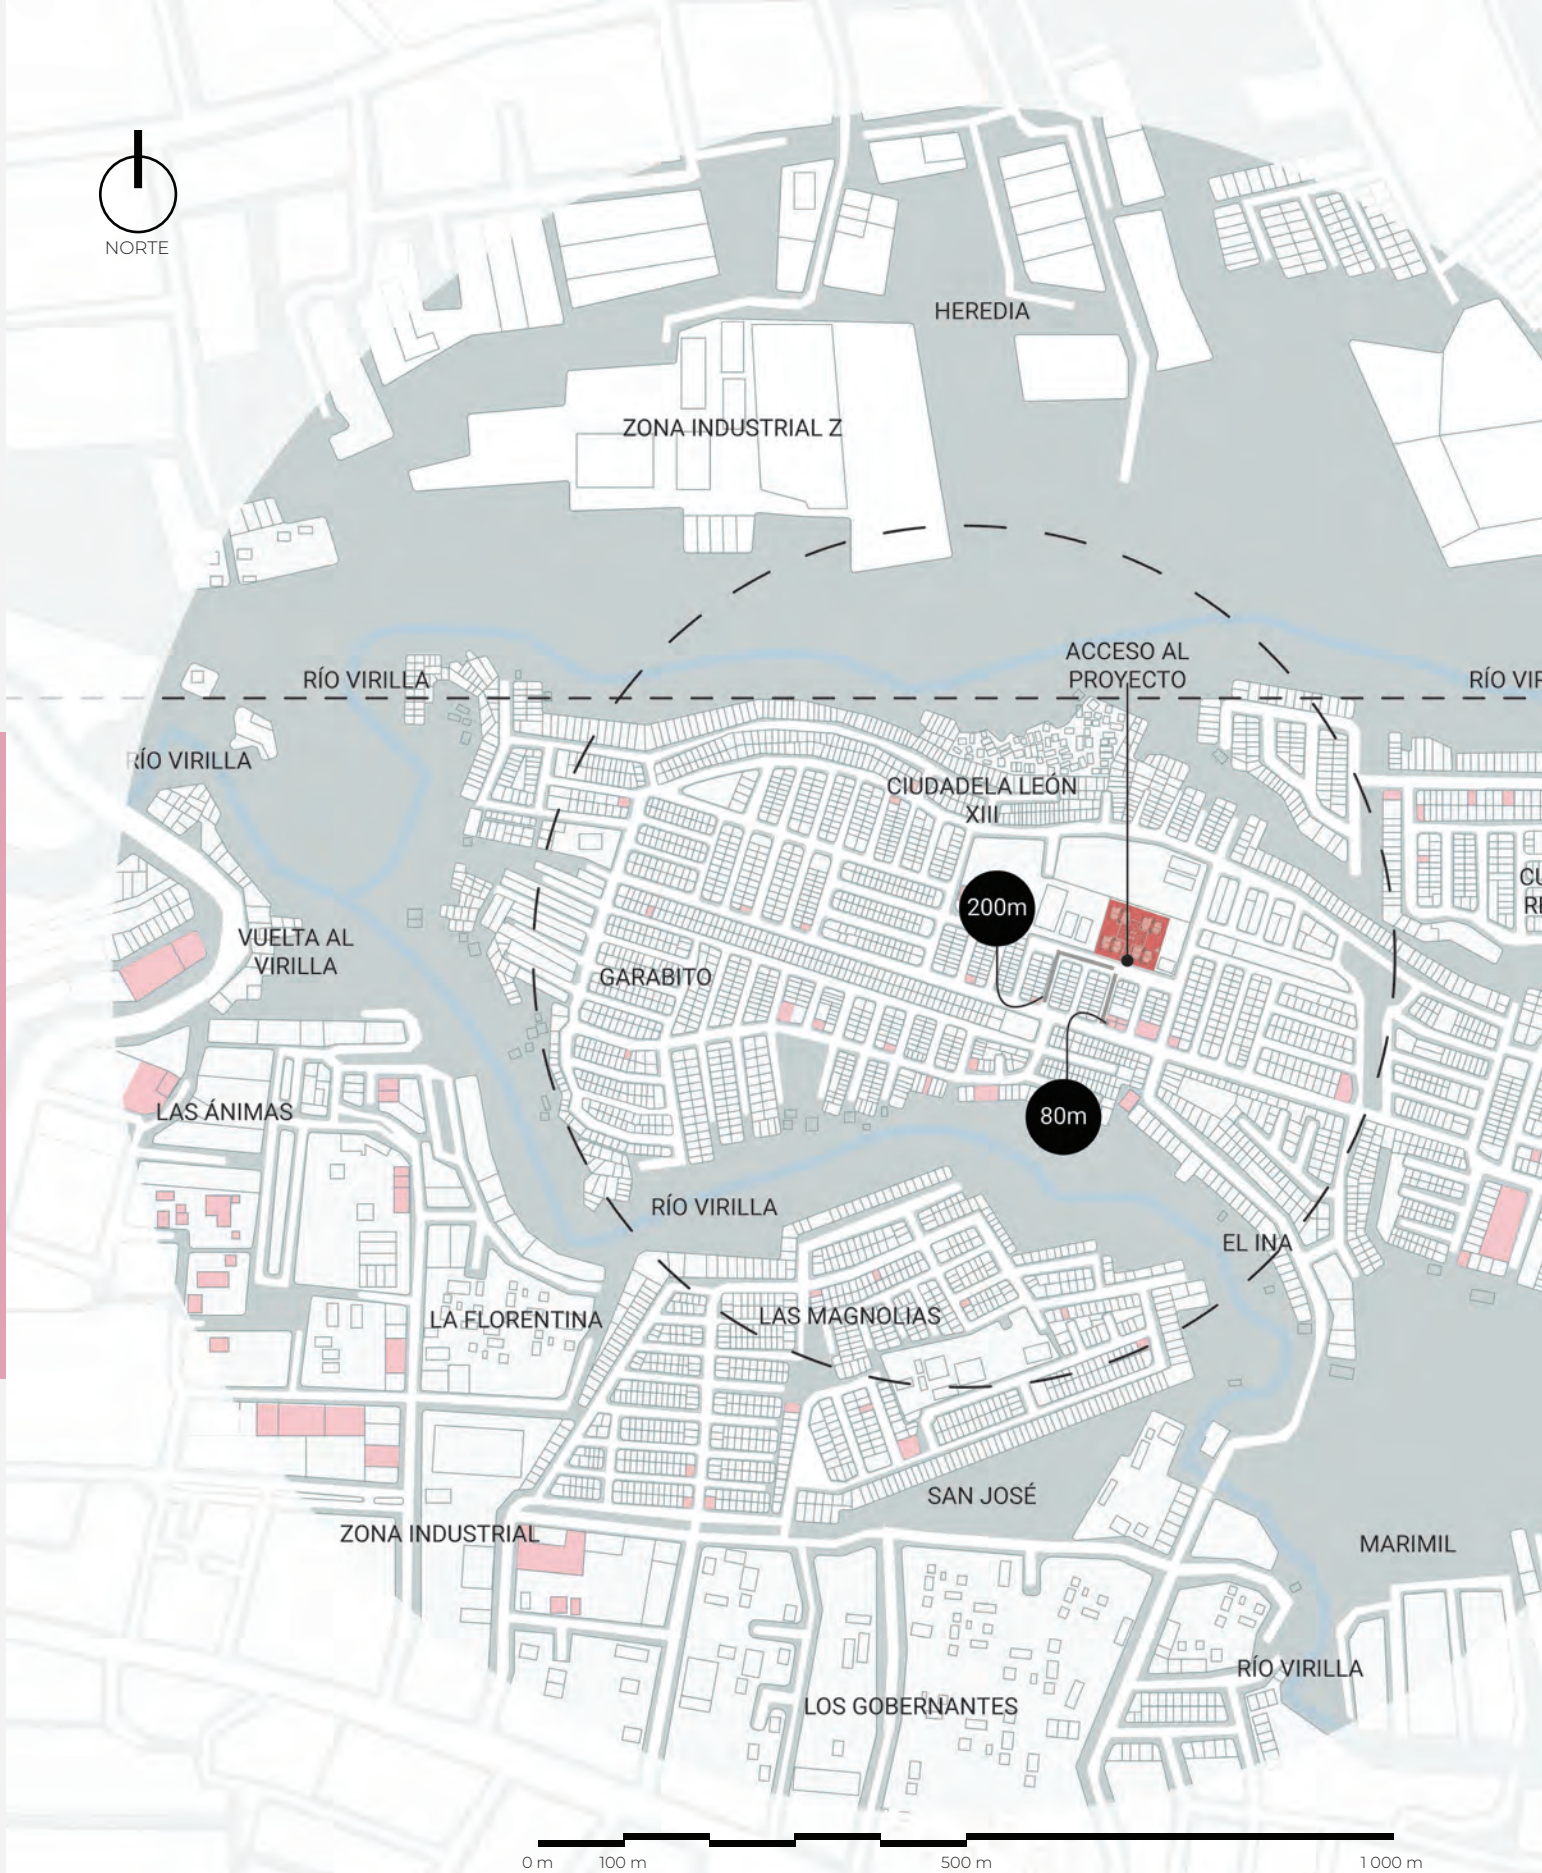 NORTE
HEREDIA
ZONA INDUSTRIAL Z
ACCESO AL
PROYECTO
RÍO VIRILLA
RÍO VIR
RÍO VIRILLA
CIUDADELA LEÓN
XIII
CU
RE
200m
VUELTA AL
VIRILLA
GARABITO
LAS ÁNIMAS
80m
RÍO VIRILLA
EL INA
LA FLORENTINA
LAS MAGNOLIAS
SAN JOSÉ
ZONA INDUSTRIAL
MARIMIL
RÍO VIRILLA
LOS GOBERNANTES
0 m
100 m
500 m
1 000 m